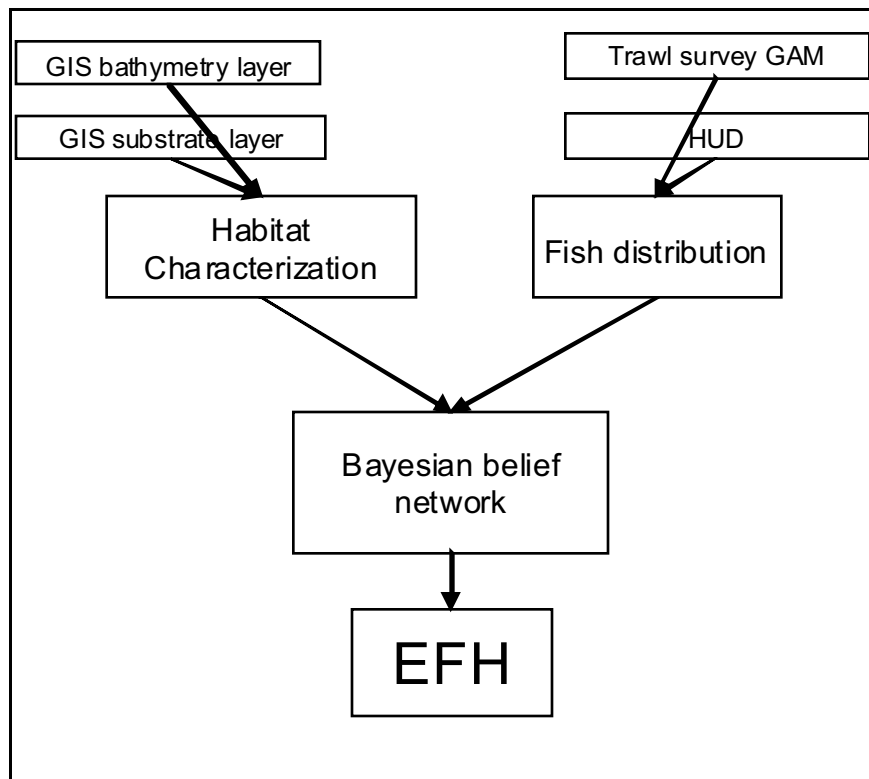 GIS bathymetry layer
Trawl survey GAM
GIS substrate layer
HUD
Habitat
Characterization
Fish distribution
Bayesian belief
network
EFH